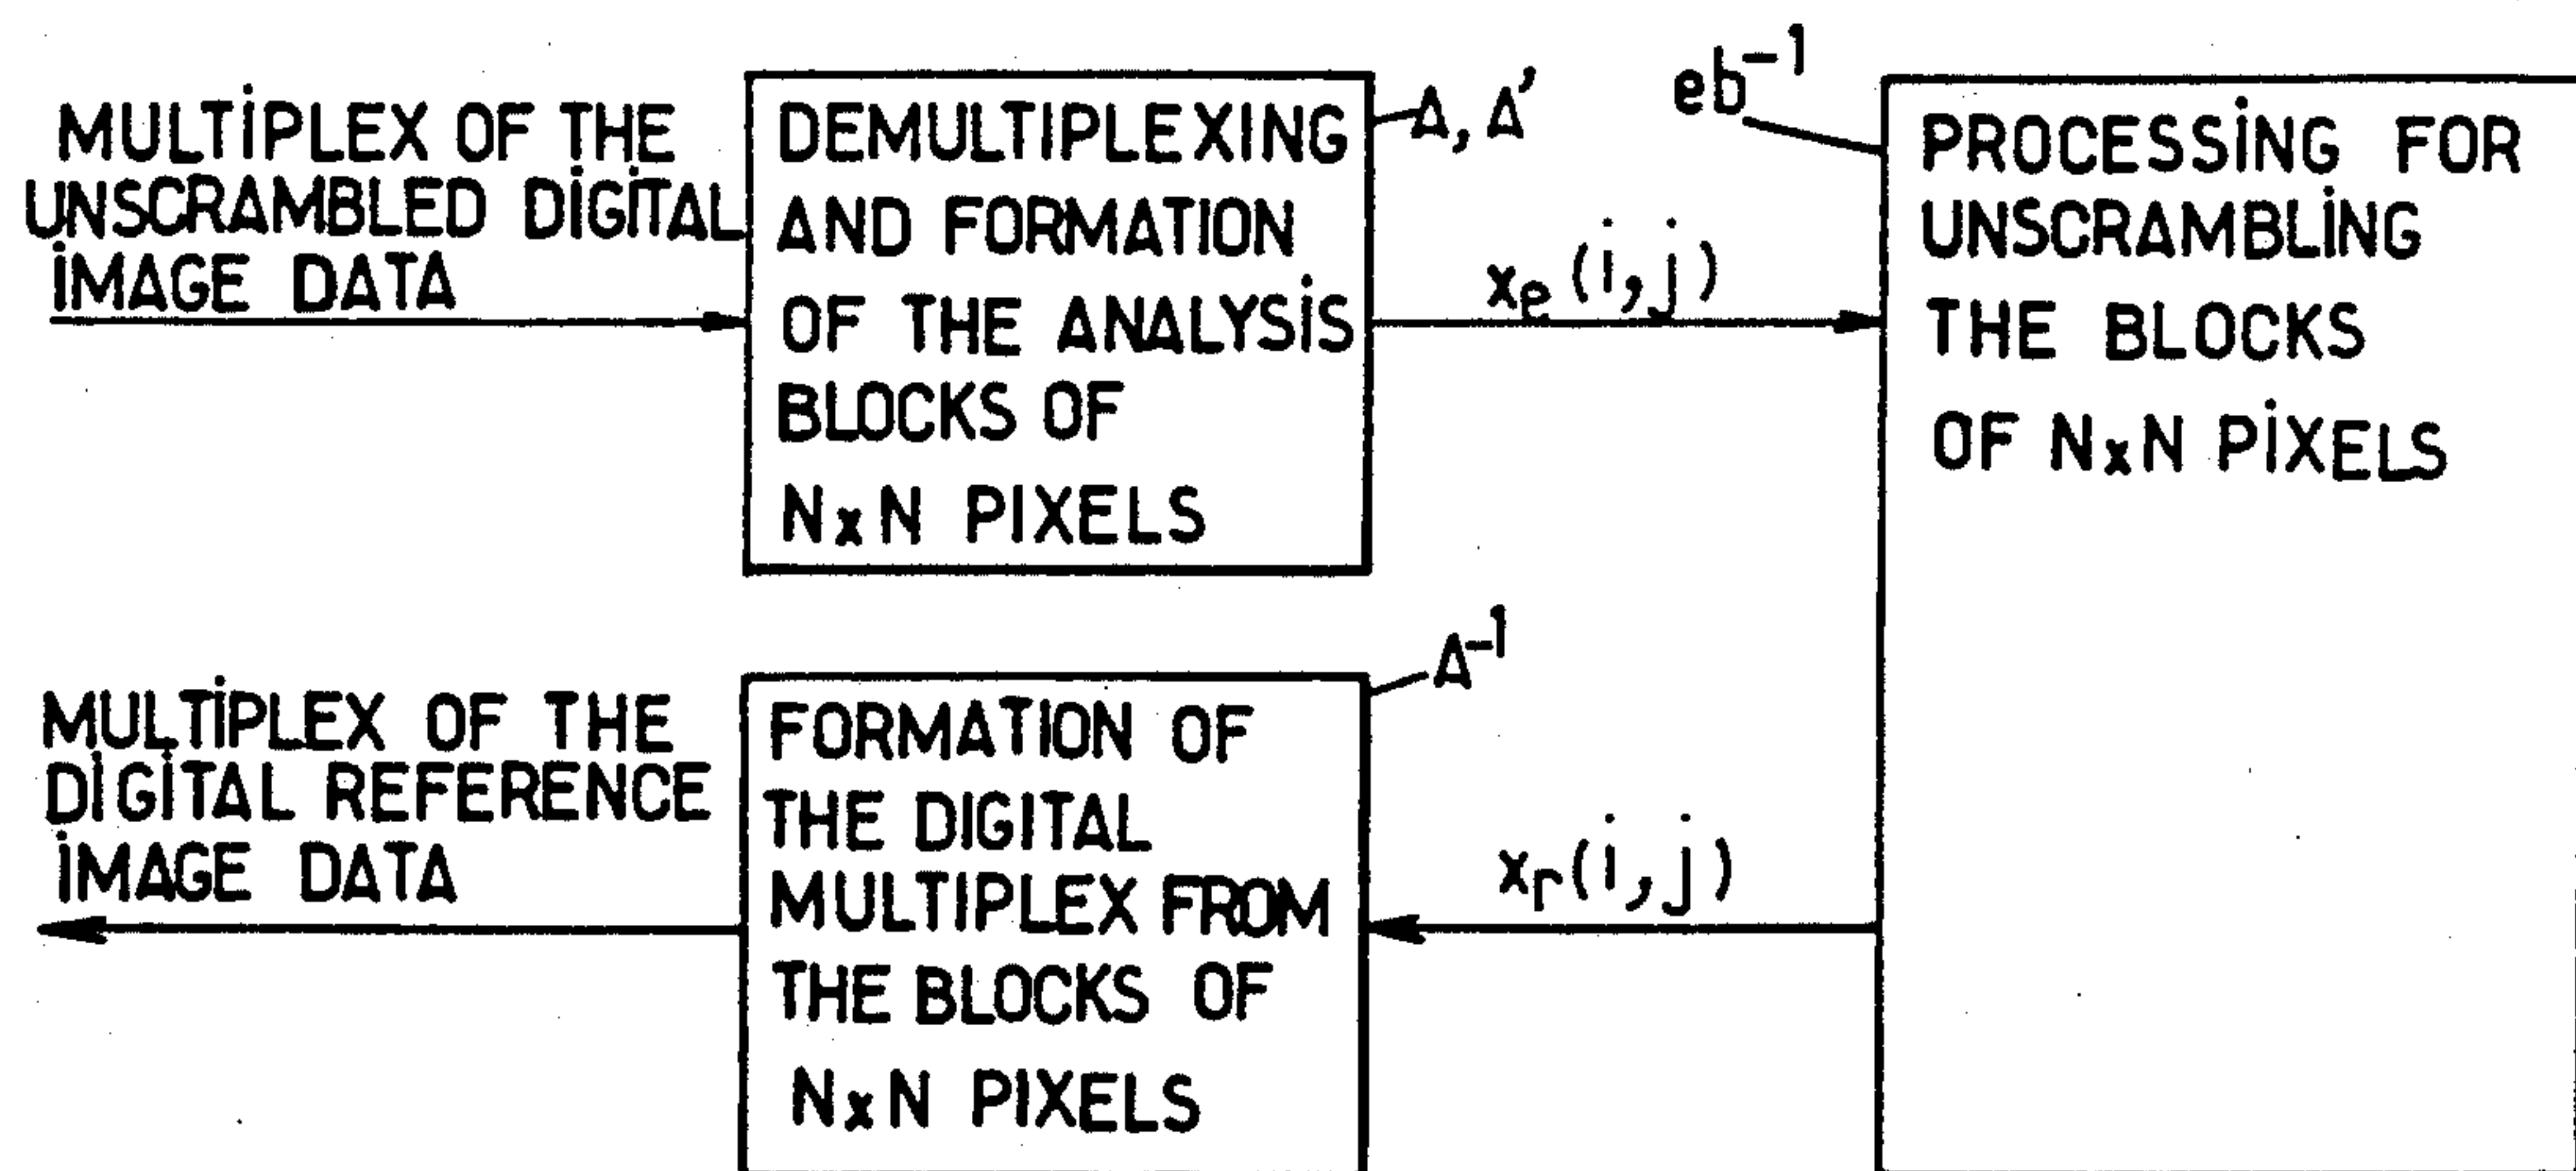 MULTIPLEX OF THE
UNSCRAMBLED DIGITAL
IMAGE DATA
DEMULTIPLEXING
AND FORMATION
OF THE ANALYSIS
BLOCKS OF
NxN PIXELS
Δ, Δ'
xe (i,j)
eb⁻¹
PROCESSING FOR
UNSCRAMBLING
THE BLOCKS
OF NxN PIXELS
MULTIPLEX OF THE
DIGITAL REFERENCE
IMAGE DATA
FORMATION OF
THE DIGITAL
MULTIPLEX FROM
THE BLOCKS OF
NxN PIXELS
Δ⁻¹
xr(i,j)